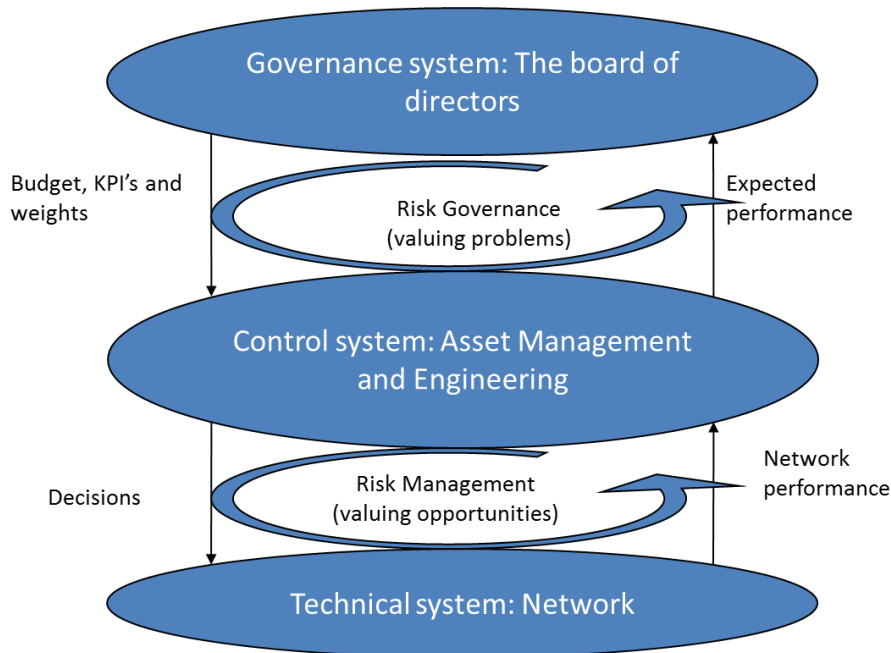 Governance system: The board of
directors
Budget, KPI's and
weights
Risk Governance
(valuing problems)
Expected
performance
Control system: Asset Management
and Engineering
Decisions
Risk Management
(valuing opportunities)
Network
performance
Technical system: Network